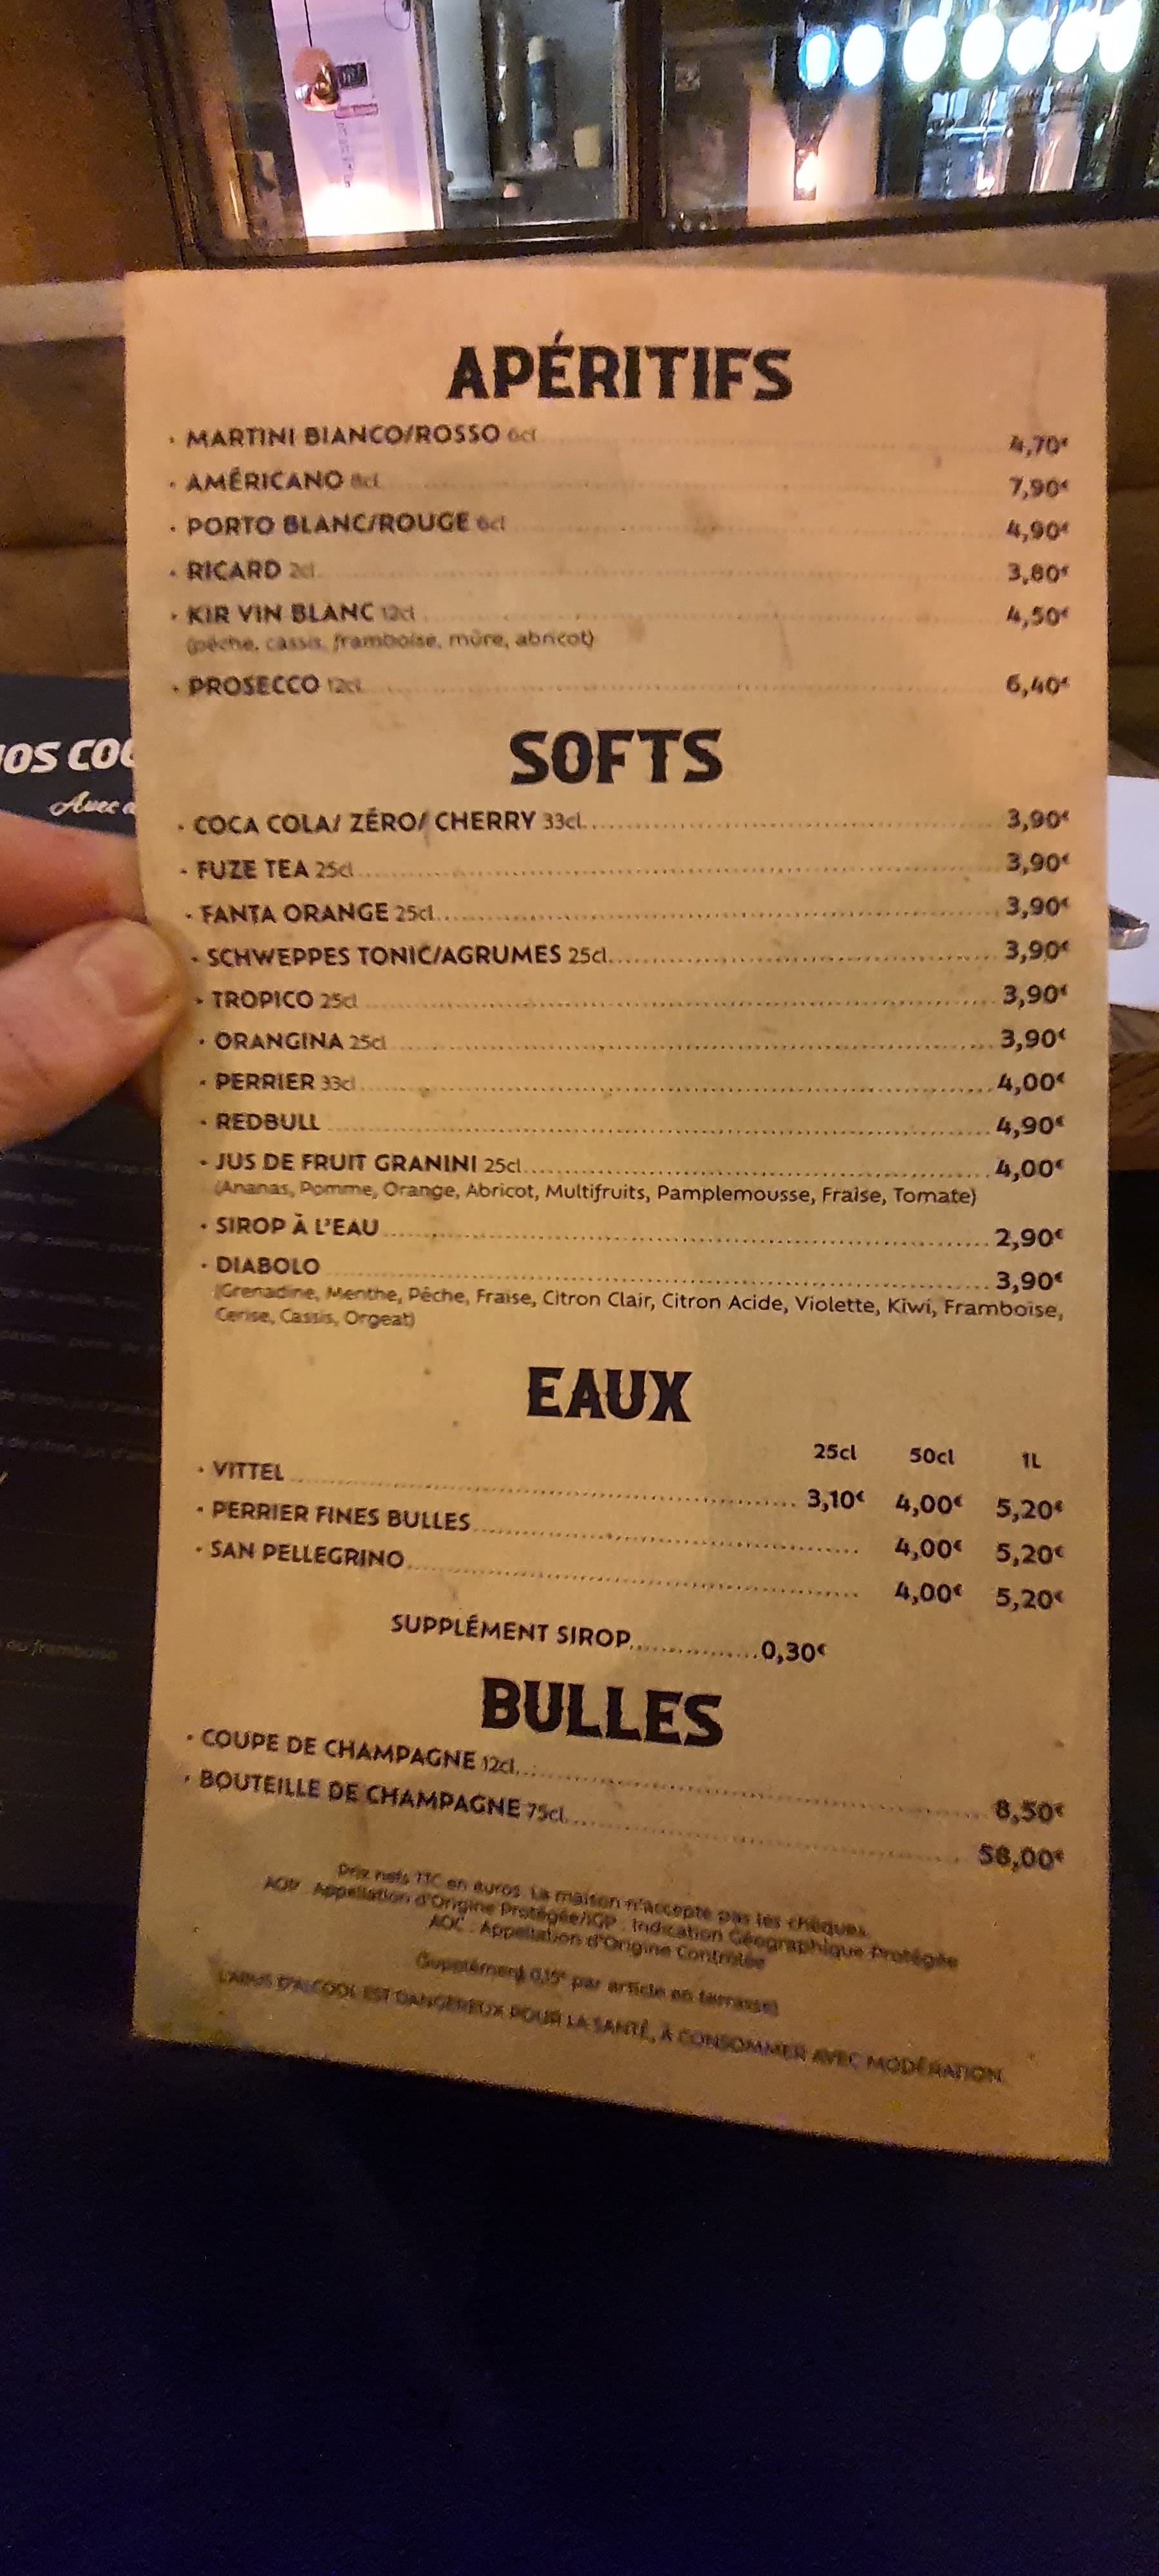 APÉRITIFS
· MARTINI BIANCO/ROSSO 6cl 4,70€
· AMÉRICANO 8cl 7,90€
· PORTO BLANC/ROUGE 6cl 4,90€
· RICARD 2cl 3,80€
· KIR VIN BLANC 12cl 4,50€
(pêche, cassis, framboise, mûre, abricot)
· PROSECCO 12cl 6,40€
SOFTS
· COCA COLA/ ZÉRO/ CHERRY 33cl 3,90€
· FUZE TEA 25cl 3,90€
· FANTA ORANGE 25cl 3,90€
· SCHWEPPES TONIC/AGRUMES 25cl 3,90€
· TROPICO 25cl 3,90€
· ORANGINA 25cl 3,90€
· PERRIER 33cl 4,00€
· REDBULL 4,90€
· JUS DE FRUIT GRANINI 25cl 4,00€
(Ananas, Pomme, Orange, Abricot, Multifruits, Pamplemousse, Fraise, Tomate)
· SIROP À L'EAU 2,90€
· DIABOLO 3,90€
(Grenadine, Menthe, Pêche, Fraise, Citron Clair, Citron Acide, Violette, Kiwi, Framboise,
Cerise, Cassis, Orgeat)
EAUX
25cl 50cl 1L
· VITTEL 3,10€ 4,00€ 5,20€
· PERRIER FINES BULLES 4,00€ 5,20€
· SAN PELLEGRINO 4,00€ 5,20€
SUPPLÉMENT SIROP 0,30€
BULLES
· COUPE DE CHAMPAGNE 12cl 8,50€
· BOUTEILLE DE CHAMPAGNE 75cl 58,00€
Prix nets TTC en euros. La maison n'accepte pas les chèques.
AOP : Appellation d'Origine Protégée/IGP : Indication Géographique Protégée
AOC : Appellation d'Origine Contrôlée
(Supplément 0,15€ par article en terrasse)
L'ABUS D'ALCOOL EST DANGEREUX POUR LA SANTÉ, À CONSOMMER AVEC MODÉRATION.
Avec
ou framboise